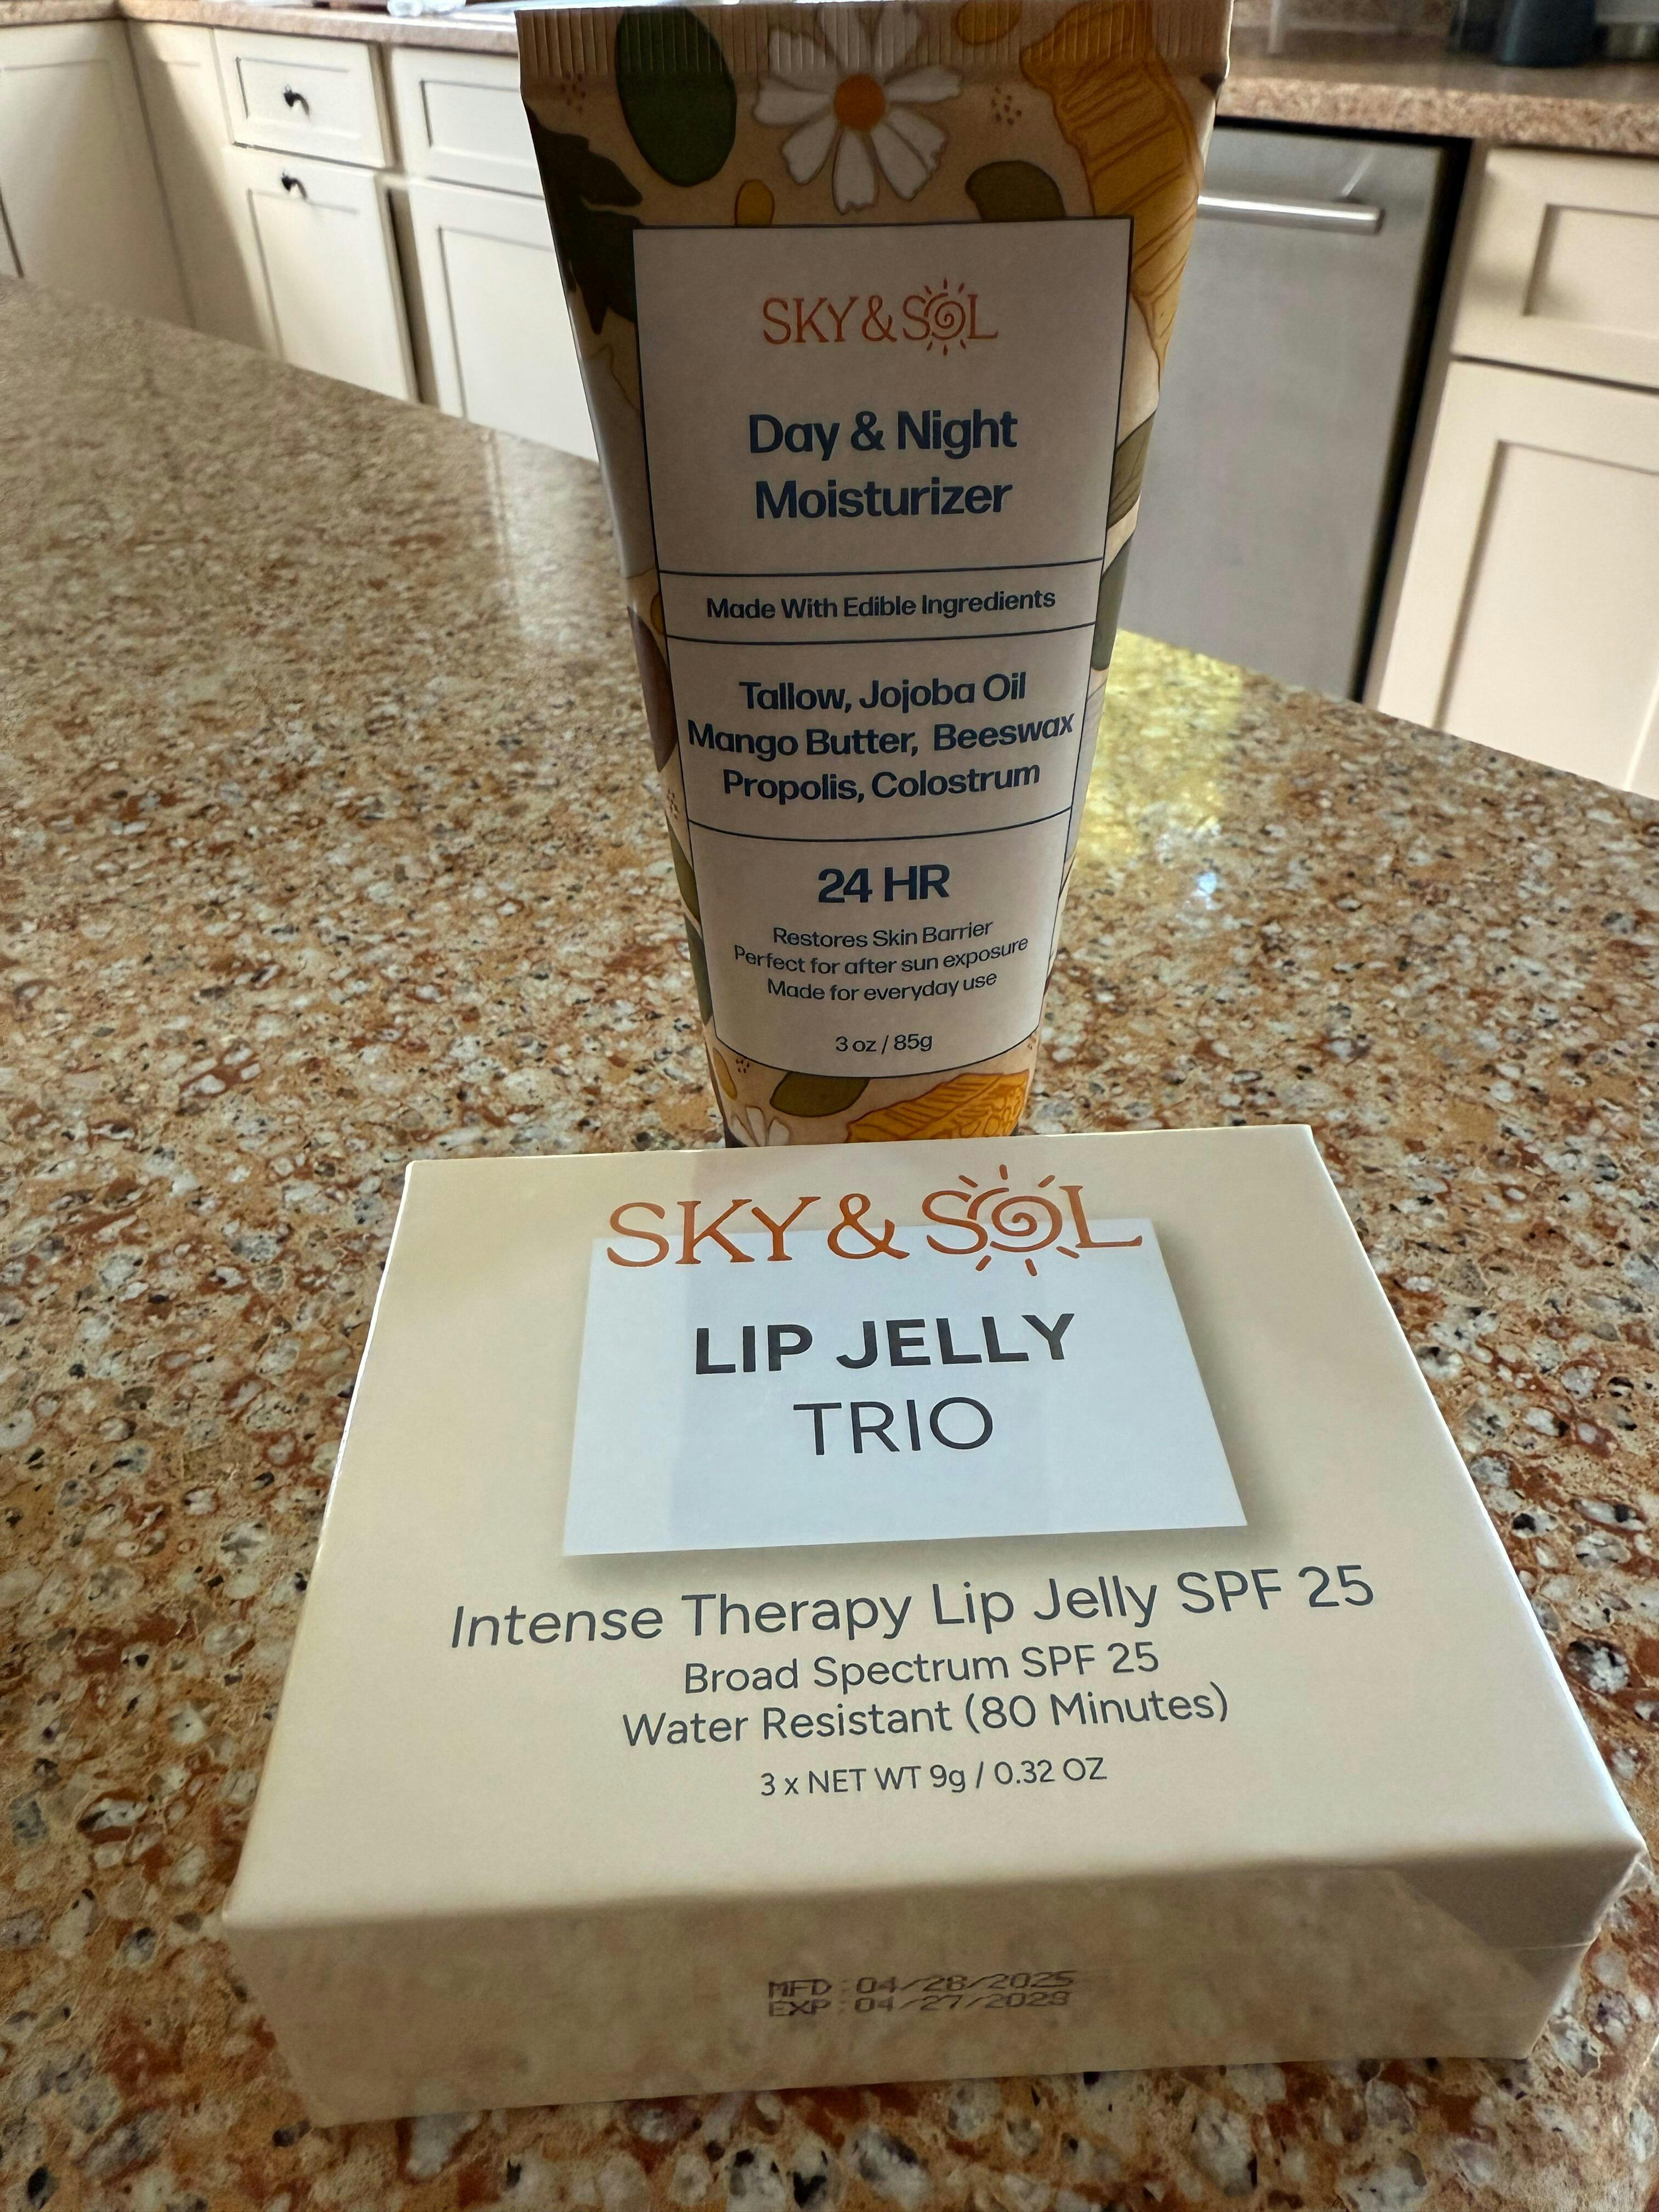 SKY & SOL
Day & Night
Moisturizer
Made With Edible Ingredients
Tallow, Jojoba Oil
Mango Butter, Beeswax
Propolis, Colostrum
24 HR
Restores Skin Barrier
Perfect for after sun exposure
Made for everyday use
3 oz / 85g
SKY & SOL
LIP JELLY
TRIO
Intense Therapy Lip Jelly SPF 25
Broad Spectrum SPF 25
Water Resistant (80 Minutes)
3 x NET WT 9g / 0.32 OZ
MFD : 04/28/2025
EXP : 04/27/2028